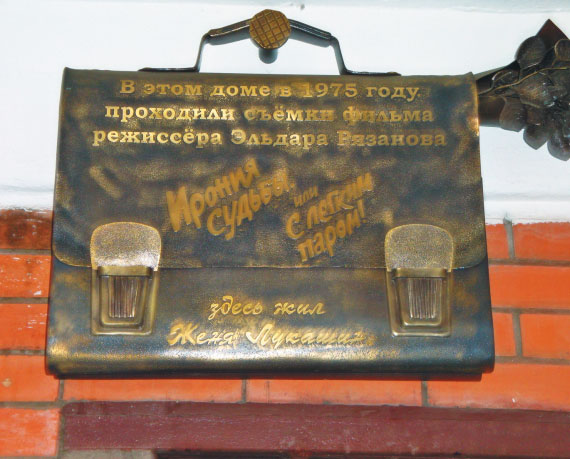 В этом доме в 1975 году
проходили съёмки фильма
режиссёра Эльдара Рязанова
Ирония
судьбы,
или
С лёгким
паром!
здесь жил
Женя Лукашин